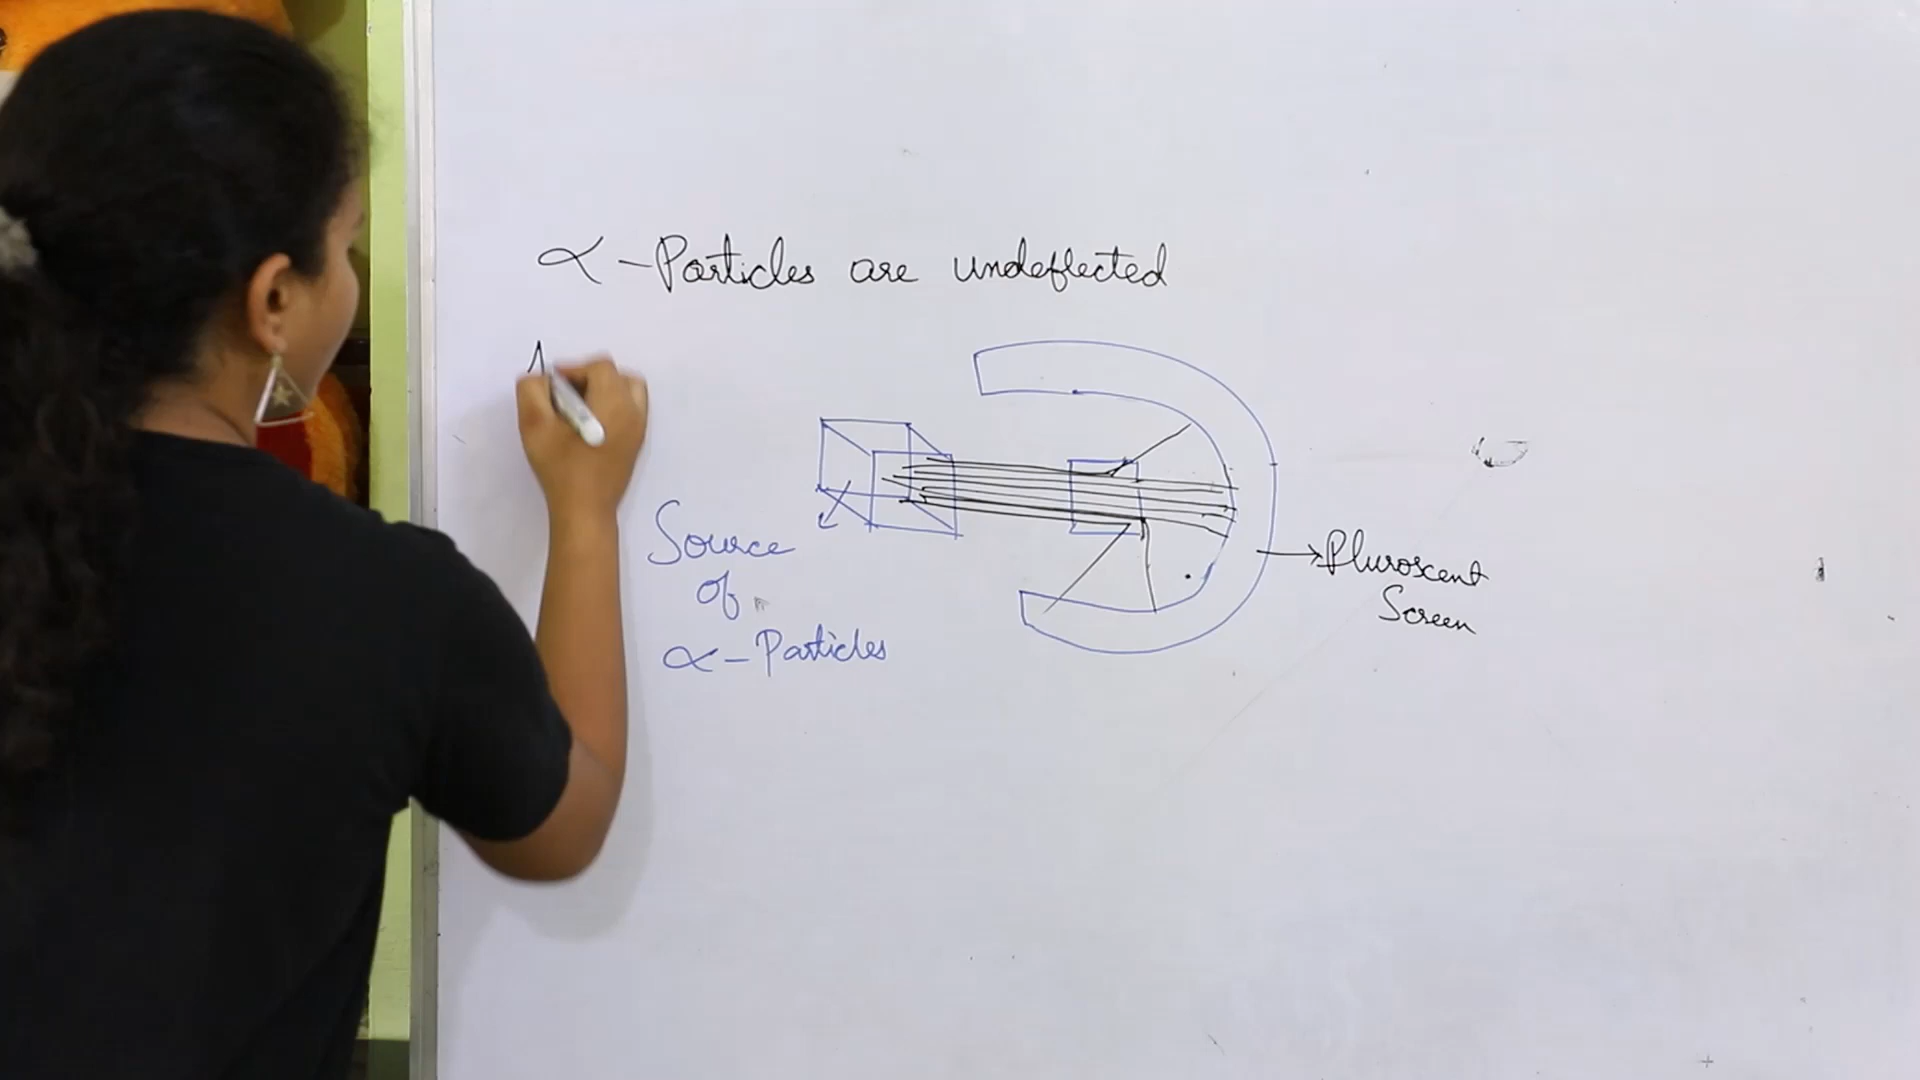 α - Particles are undeflected
Source
of
α - Particles
Pluroscent
Screen